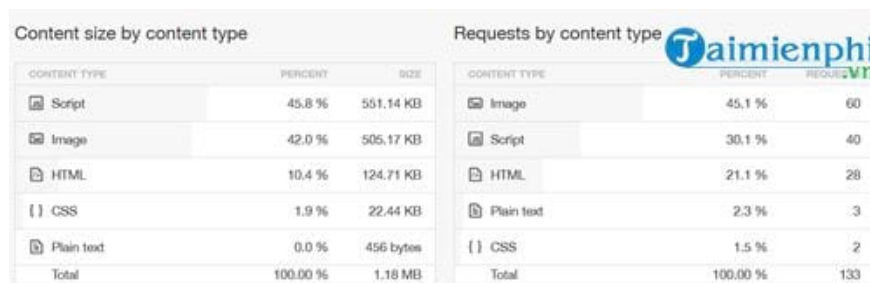 Content size by content type
CONTENT TYPE PERCENT SIZE
Script 45.8 % 551.14 KB
Image 42.0 % 505.17 KB
HTML 10.4 % 124.71 KB
{ } CSS 1.9 % 22.44 KB
Plain text 0.0 % 456 bytes
Total 100.00 % 1.18 MB
Requests by content type
Taimienphi
.vn
CONTENT TYPE PERCENT
Image 45.1 % 60
Script 30.1 % 40
HTML 21.1 % 28
Plain text 2.3 % 3
{ } CSS 1.5 % 2
Total 100.00 % 133